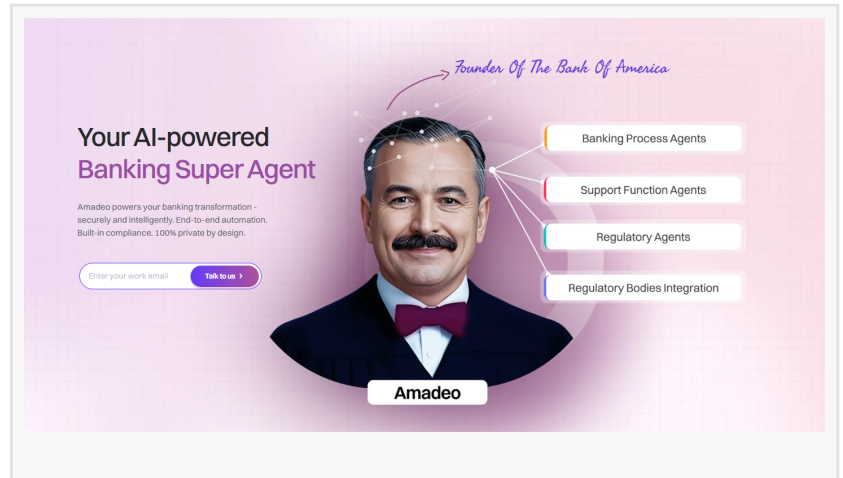 Founder Of The Bank Of America
Your AI-powered
Banking Super Agent
Amadeo powers your banking transformation -
securely and intelligently. End-to-end automation.
Built-in compliance. 100% private by design.
Enter your work email
Talk to us >
Banking Process Agents
Support Function Agents
Regulatory Agents
Regulatory Bodies Integration
Amadeo